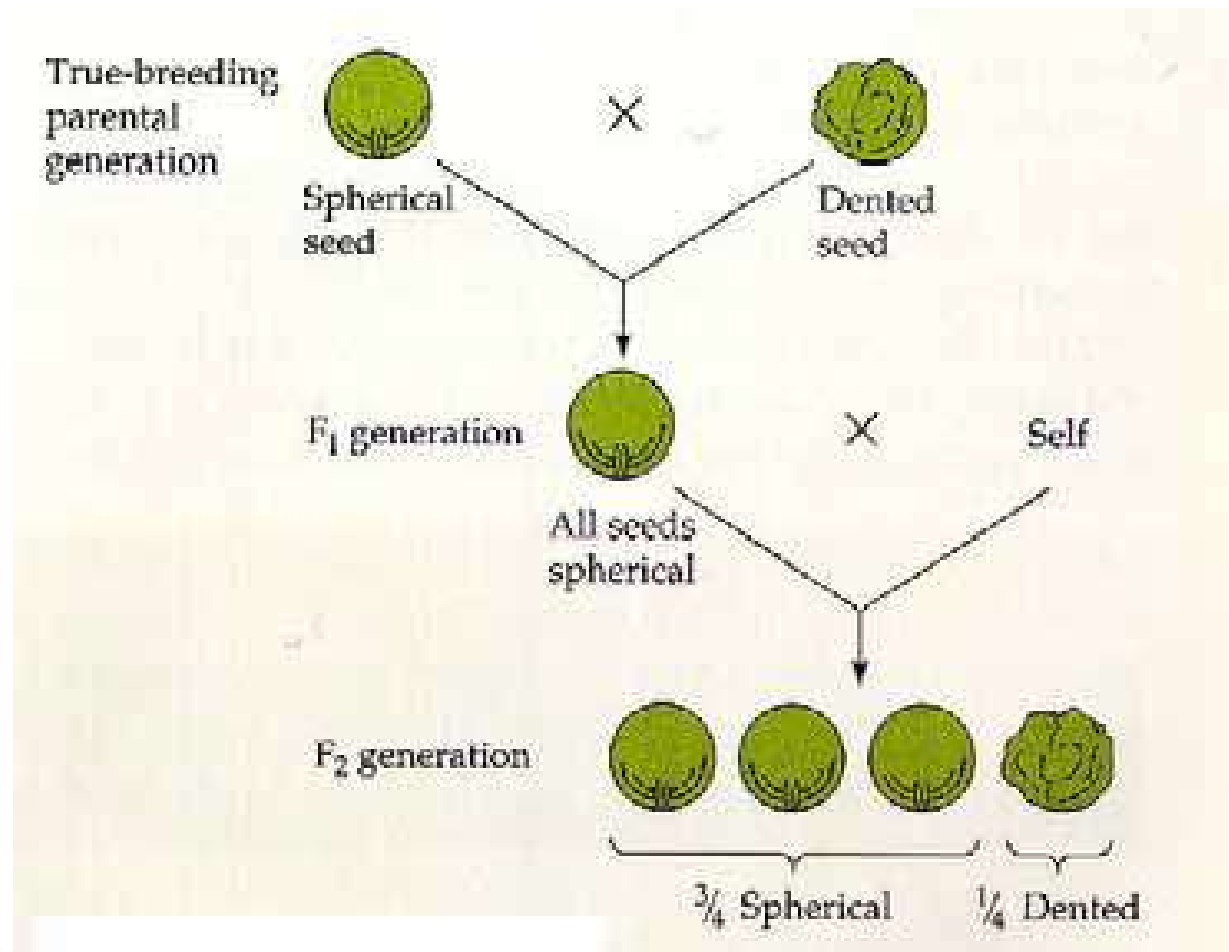 True-breeding
parental
generation
×
Spherical
seed
Dented
seed
F₁ generation
×
Self
All seeds
spherical
F₂ generation
¾ Spherical
¼ Dented